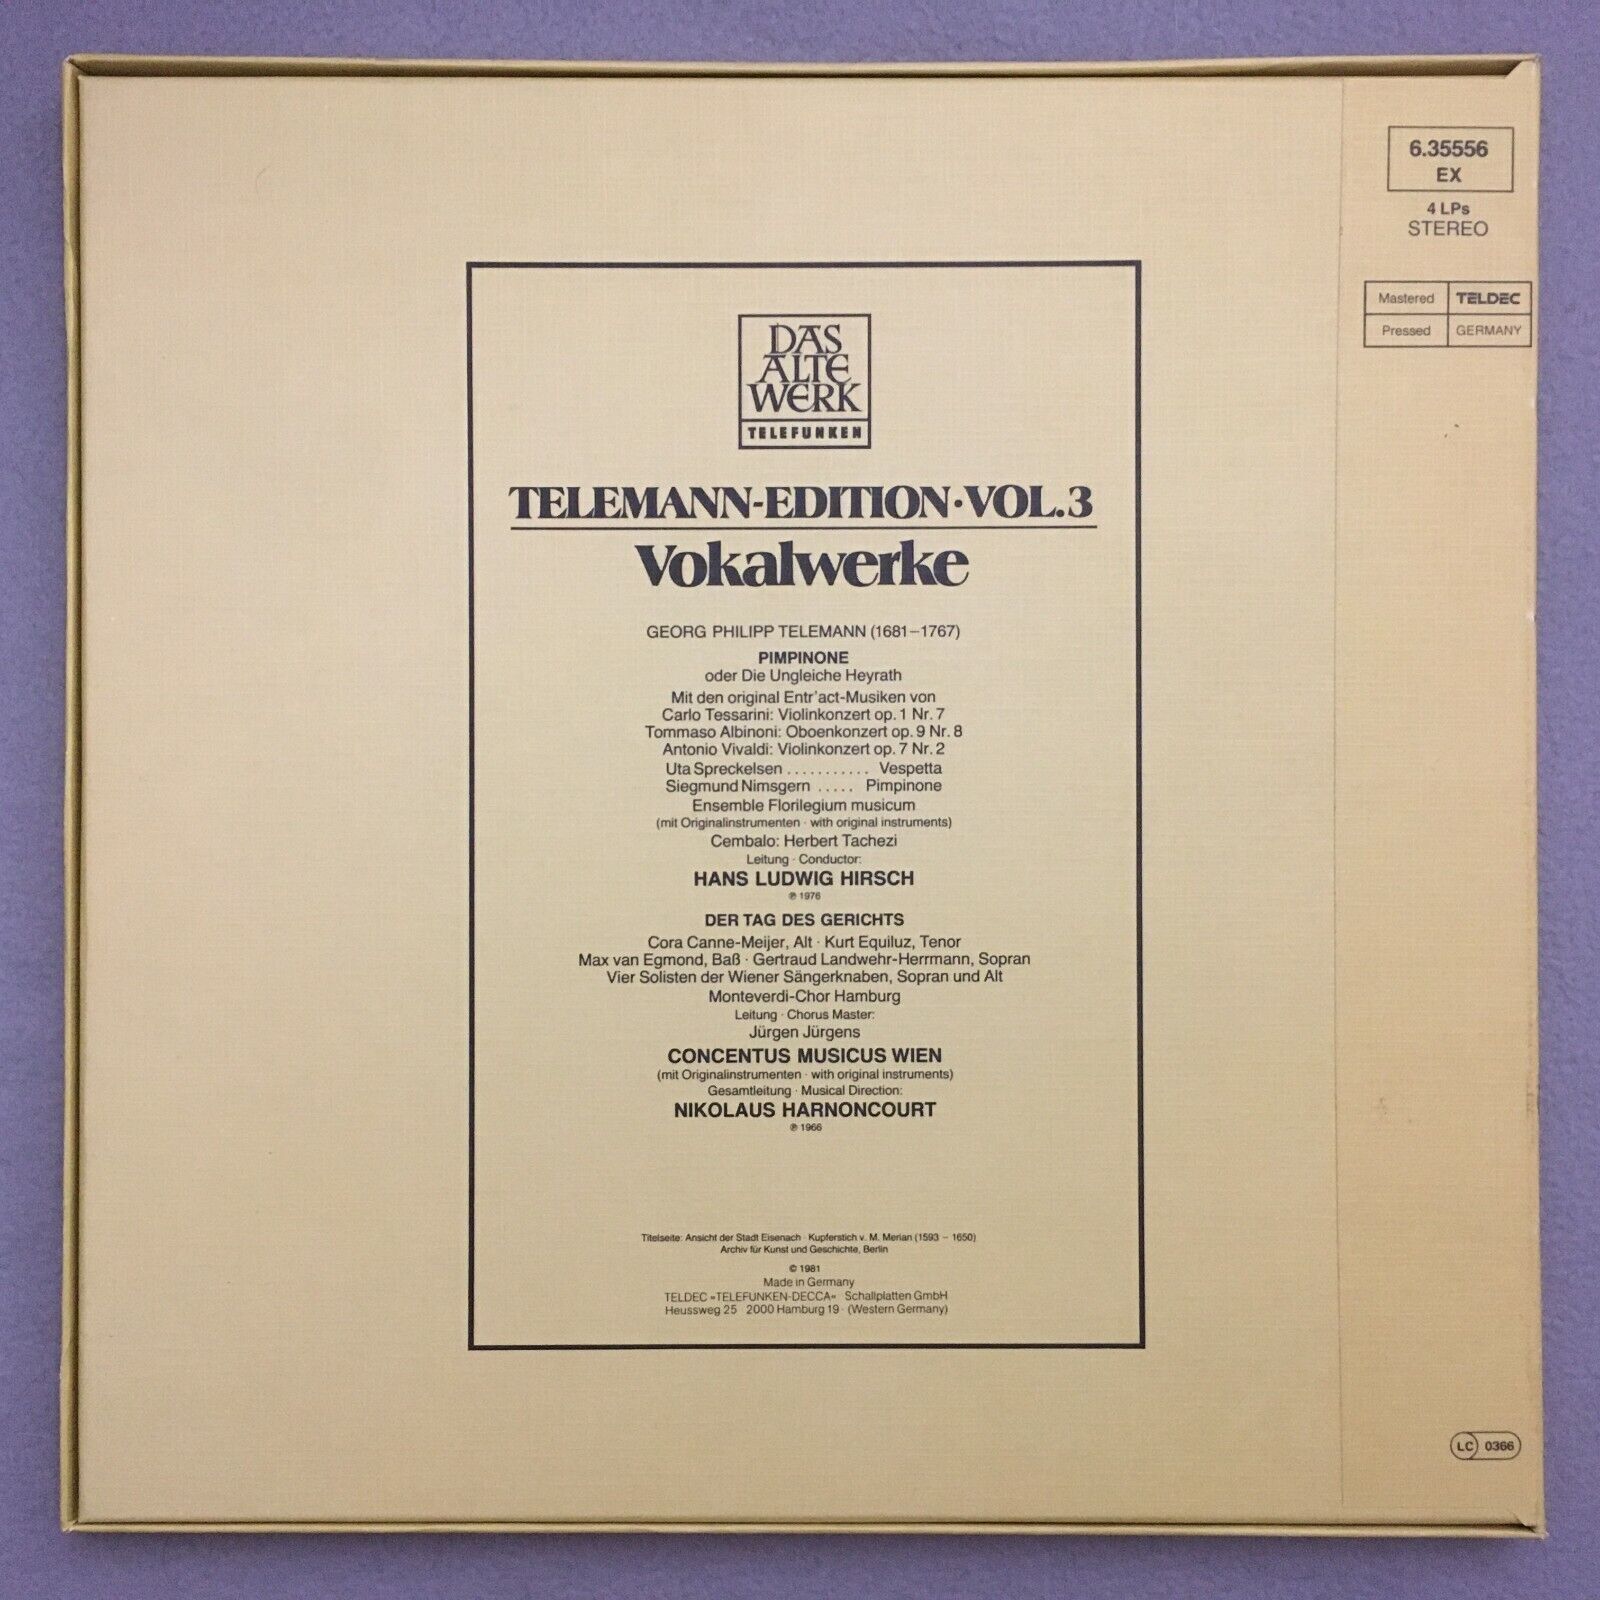 6.35556
EX
4 LPs
STEREO
Mastered TELDEC
Pressed GERMANY
DAS
ALTE
WERK
TELEFUNKEN
TELEMANN-EDITION·VOL.3
Vokalwerke
GEORG PHILIPP TELEMANN (1681–1767)
PIMPINONE
oder Die Ungleiche Heyrath
Mit den original Entr'act-Musiken von
Carlo Tessarini: Violinkonzert op. 1 Nr. 7
Tommaso Albinoni: Oboenkonzert op. 9 Nr. 8
Antonio Vivaldi: Violinkonzert op. 7 Nr. 2
Uta Spreckelsen ........... Vespetta
Siegmund Nimsgern ..... Pimpinone
Ensemble Florilegium musicum
(mit Originalinstrumenten · with original instruments)
Cembalo: Herbert Tachezi
Leitung · Conductor:
HANS LUDWIG HIRSCH
℗ 1976
DER TAG DES GERICHTS
Cora Canne-Meijer, Alt · Kurt Equiluz, Tenor
Max van Egmond, Baß · Gertraud Landwehr-Herrmann, Sopran
Vier Solisten der Wiener Sängerknaben, Sopran und Alt
Monteverdi-Chor Hamburg
Leitung · Chorus Master:
Jürgen Jürgens
CONCENTUS MUSICUS WIEN
(mit Originalinstrumenten · with original instruments)
Gesamtleitung · Musical Direction:
NIKOLAUS HARNONCOURT
℗ 1966
Titelseite: Ansicht der Stadt Eisenach · Kupferstich v. M. Merian (1593 – 1650)
Archiv für Kunst und Geschichte, Berlin
© 1981
Made in Germany
TELDEC »TELEFUNKEN-DECCA« Schallplatten GmbH
Heussweg 25 2000 Hamburg 19 · (Western Germany)
LC 0366